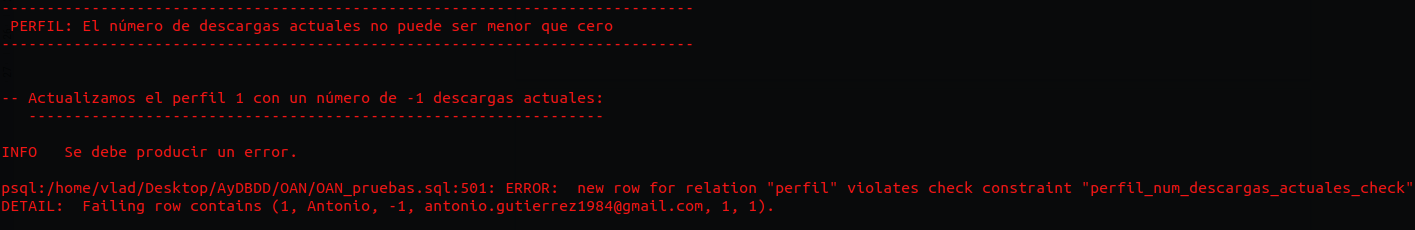 -----------------------------------------------------------------------------
PERFIL: El número de descargas actuales no puede ser menor que cero
-----------------------------------------------------------------------------
-- Actualizamos el perfil 1 con un número de -1 descargas actuales:
----------------------------------------------------------------
INFO   Se debe producir un error.
psql:/home/vlad/Desktop/AyDBDD/OAN/OAN_pruebas.sql:501: ERROR:  new row for relation "perfil" violates check constraint "perfil_num_descargas_actuales_check"
DETAIL:  Failing row contains (1, Antonio, -1, antonio.gutierrez1984@gmail.com, 1, 1).